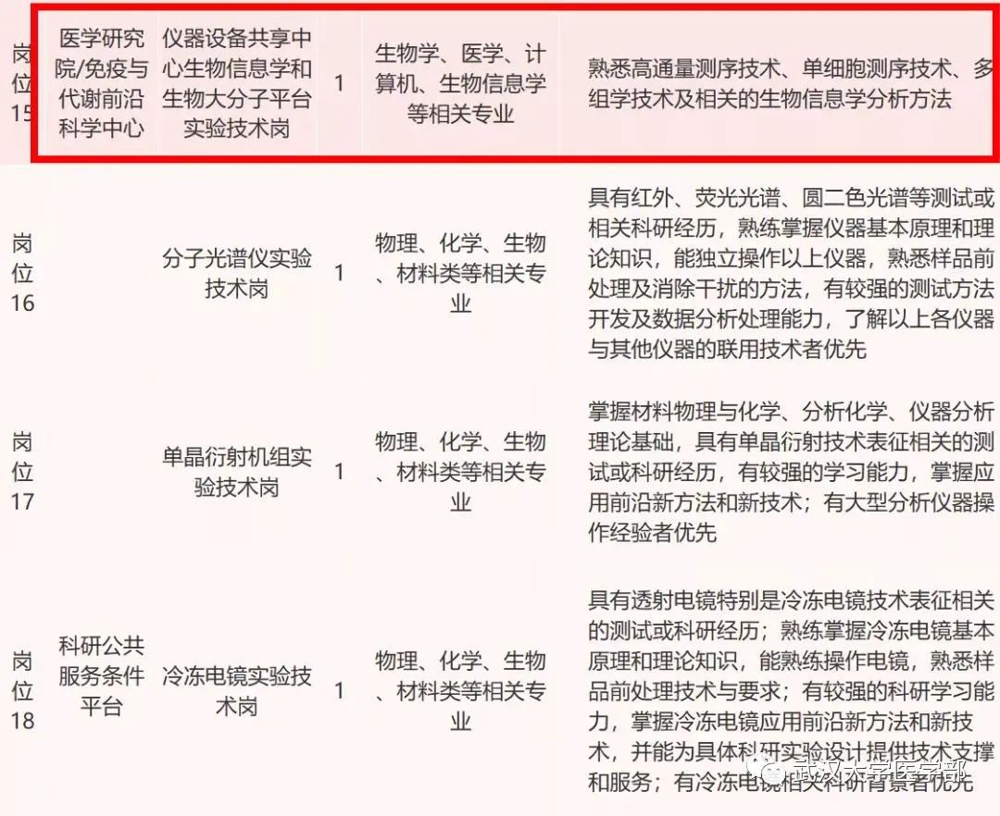 岗位15
医学研究院/免疫与代谢前沿科学中心
仪器设备共享中心生物信息学和生物大分子平台实验技术岗
1
生物学、医学、计算机、生物信息学等相关专业
熟悉高通量测序技术、单细胞测序技术、多组学技术及相关的生物信息学分析方法
岗位16
分子光谱仪实验技术岗
1
物理、化学、生物、材料类等相关专业
具有红外、荧光光谱、圆二色光谱等测试或相关科研经历，熟练掌握仪器基本原理和理论知识，能独立操作以上仪器，熟悉样品前处理及消除干扰的方法，有较强的测试方法开发及数据分析处理能力，了解以上各仪器与其他仪器的联用技术者优先
岗位17
单晶衍射机组实验技术岗
1
物理、化学、生物、材料类等相关专业
掌握材料物理与化学、分析化学、仪器分析理论基础，具有单晶衍射技术表征相关的测试或科研经历，有较强的学习能力，掌握应用前沿新方法和新技术；有大型分析仪器操作经验者优先
岗位18
科研公共服务条件平台
冷冻电镜实验技术岗
1
物理、化学、生物、材料类等相关专业
具有透射电镜特别是冷冻电镜技术表征相关的测试或科研经历；熟练掌握冷冻电镜基本原理和理论知识，能熟练操作电镜，熟悉样品前处理技术与要求；有较强的科研学习能力，掌握冷冻电镜应用前沿新方法和新技术，并能为具体科研实验设计提供技术支撑和服务；有冷冻电镜相关科研背景者优先
武汉大学医学部